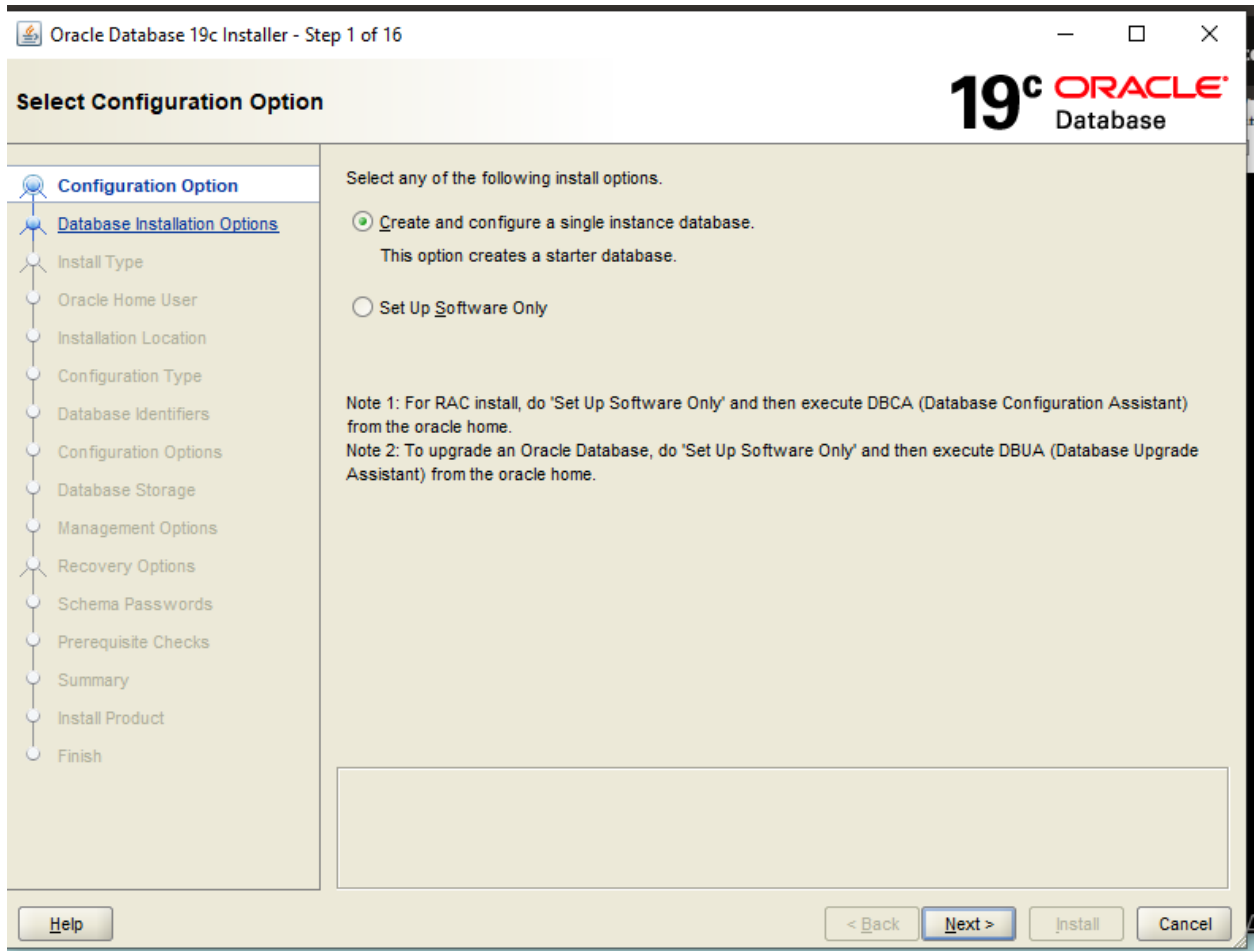 Oracle Database 19c Installer - Step 1 of 16
Select Configuration Option
19c ORACLE
Database
Configuration Option
Database Installation Options
Install Type
Oracle Home User
Installation Location
Configuration Type
Database Identifiers
Configuration Options
Database Storage
Management Options
Recovery Options
Schema Passwords
Prerequisite Checks
Summary
Install Product
Finish
Select any of the following install options.
Create and configure a single instance database.
This option creates a starter database.
Set Up Software Only
Note 1: For RAC install, do 'Set Up Software Only' and then execute DBCA (Database Configuration Assistant)
from the oracle home.
Note 2: To upgrade an Oracle Database, do 'Set Up Software Only' and then execute DBUA (Database Upgrade
Assistant) from the oracle home.
Help
< Back
Next >
Install
Cancel